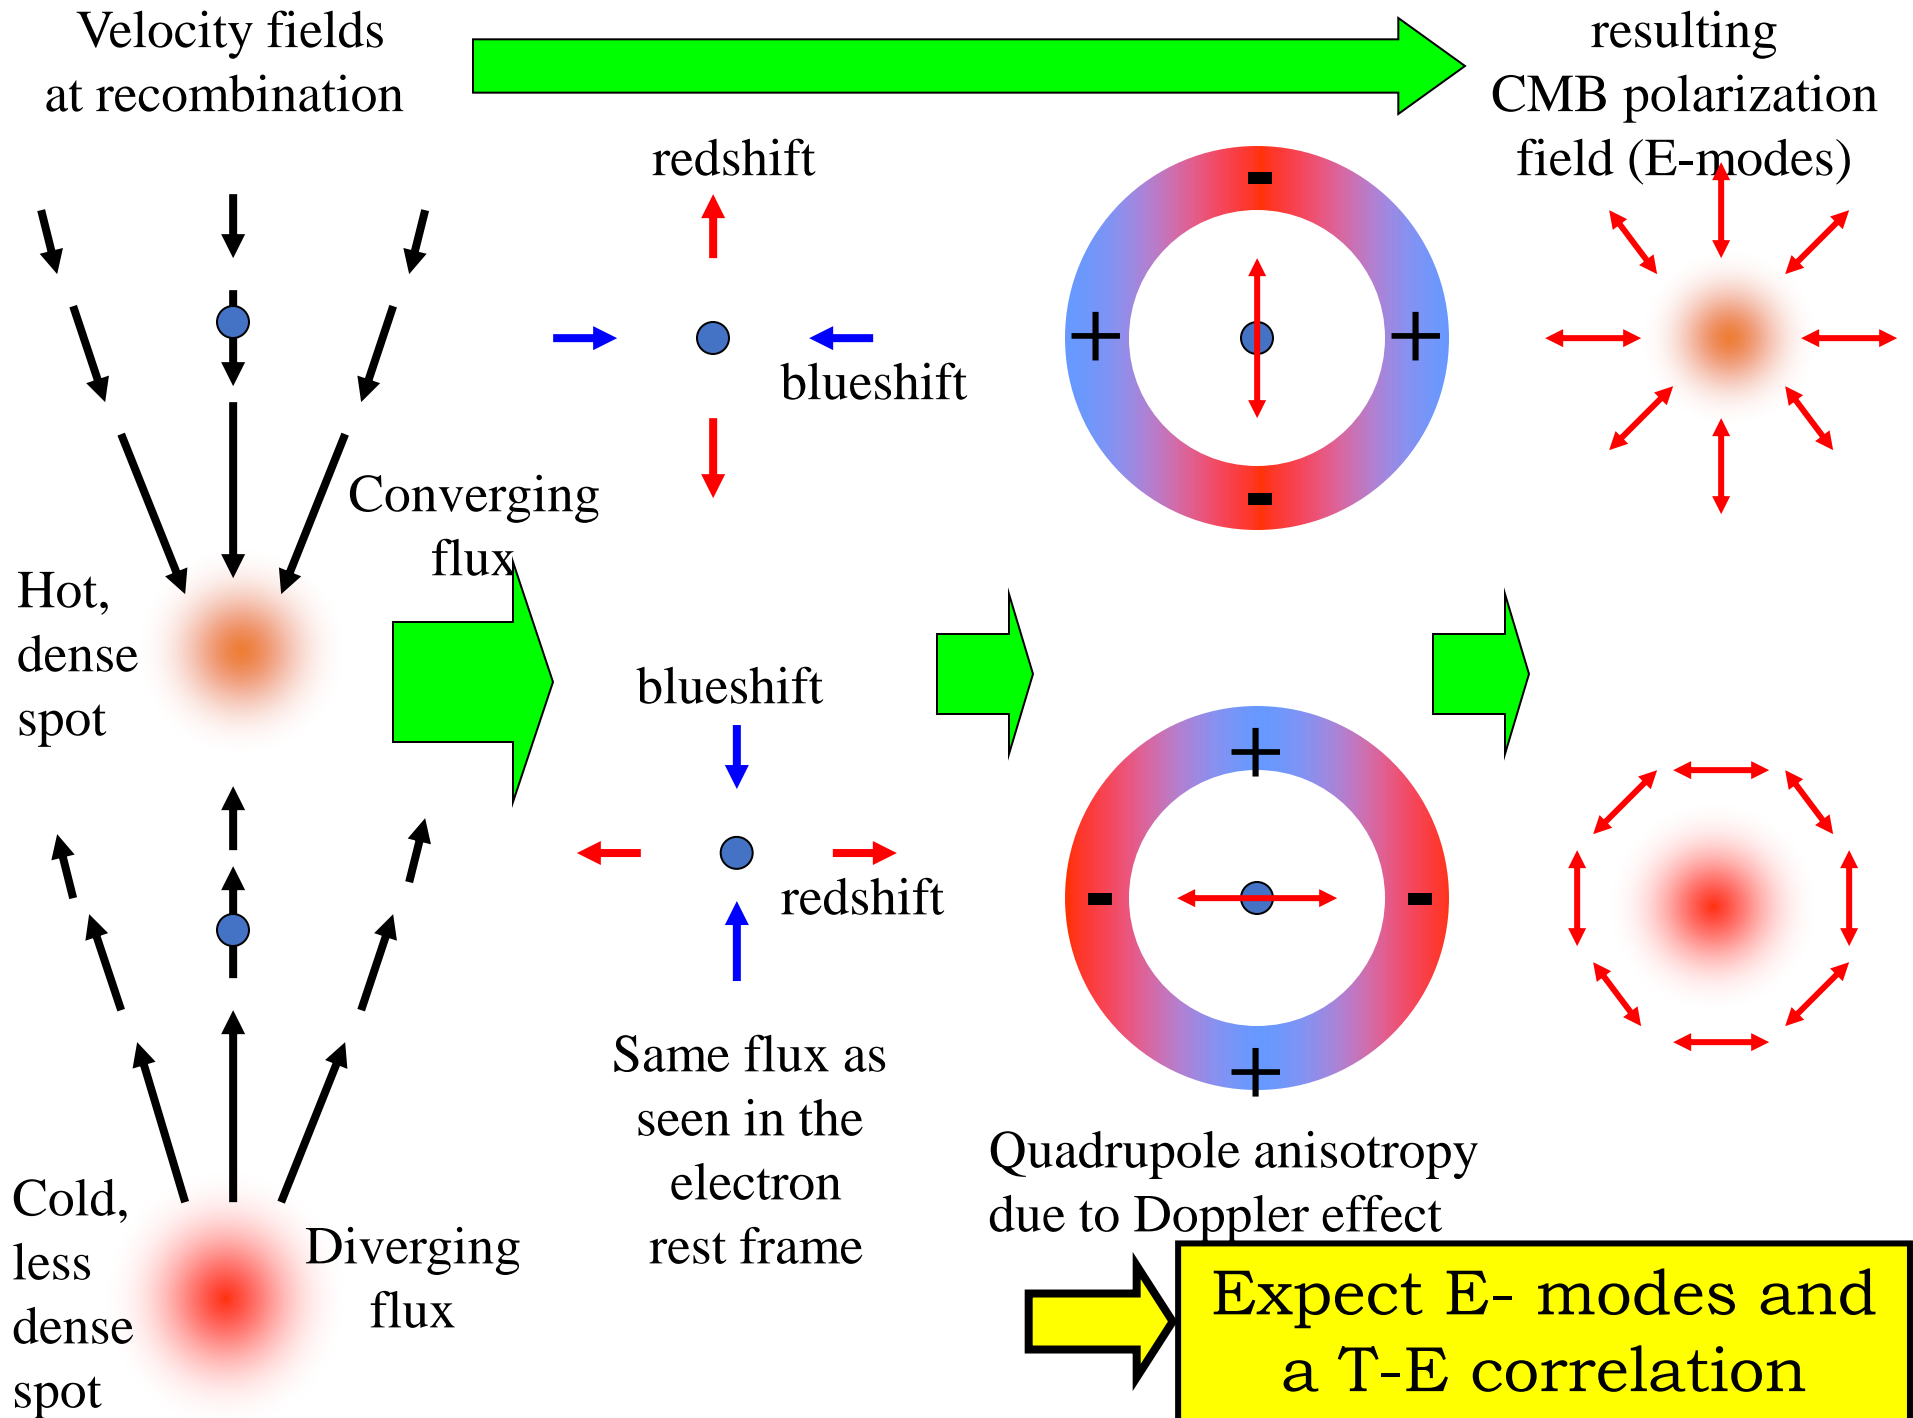 Velocity fields
at recombination
resulting
CMB polarization
field (E-modes)
redshift
-
+
+
blueshift
-
Converging
flux
Hot,
dense
spot
blueshift
+
redshift
-
-
+
Same flux as
seen in the
electron
rest frame
Quadrupole anisotropy
due to Doppler effect
Cold,
less
dense
spot
Diverging
flux
Expect E- modes and
a T-E correlation